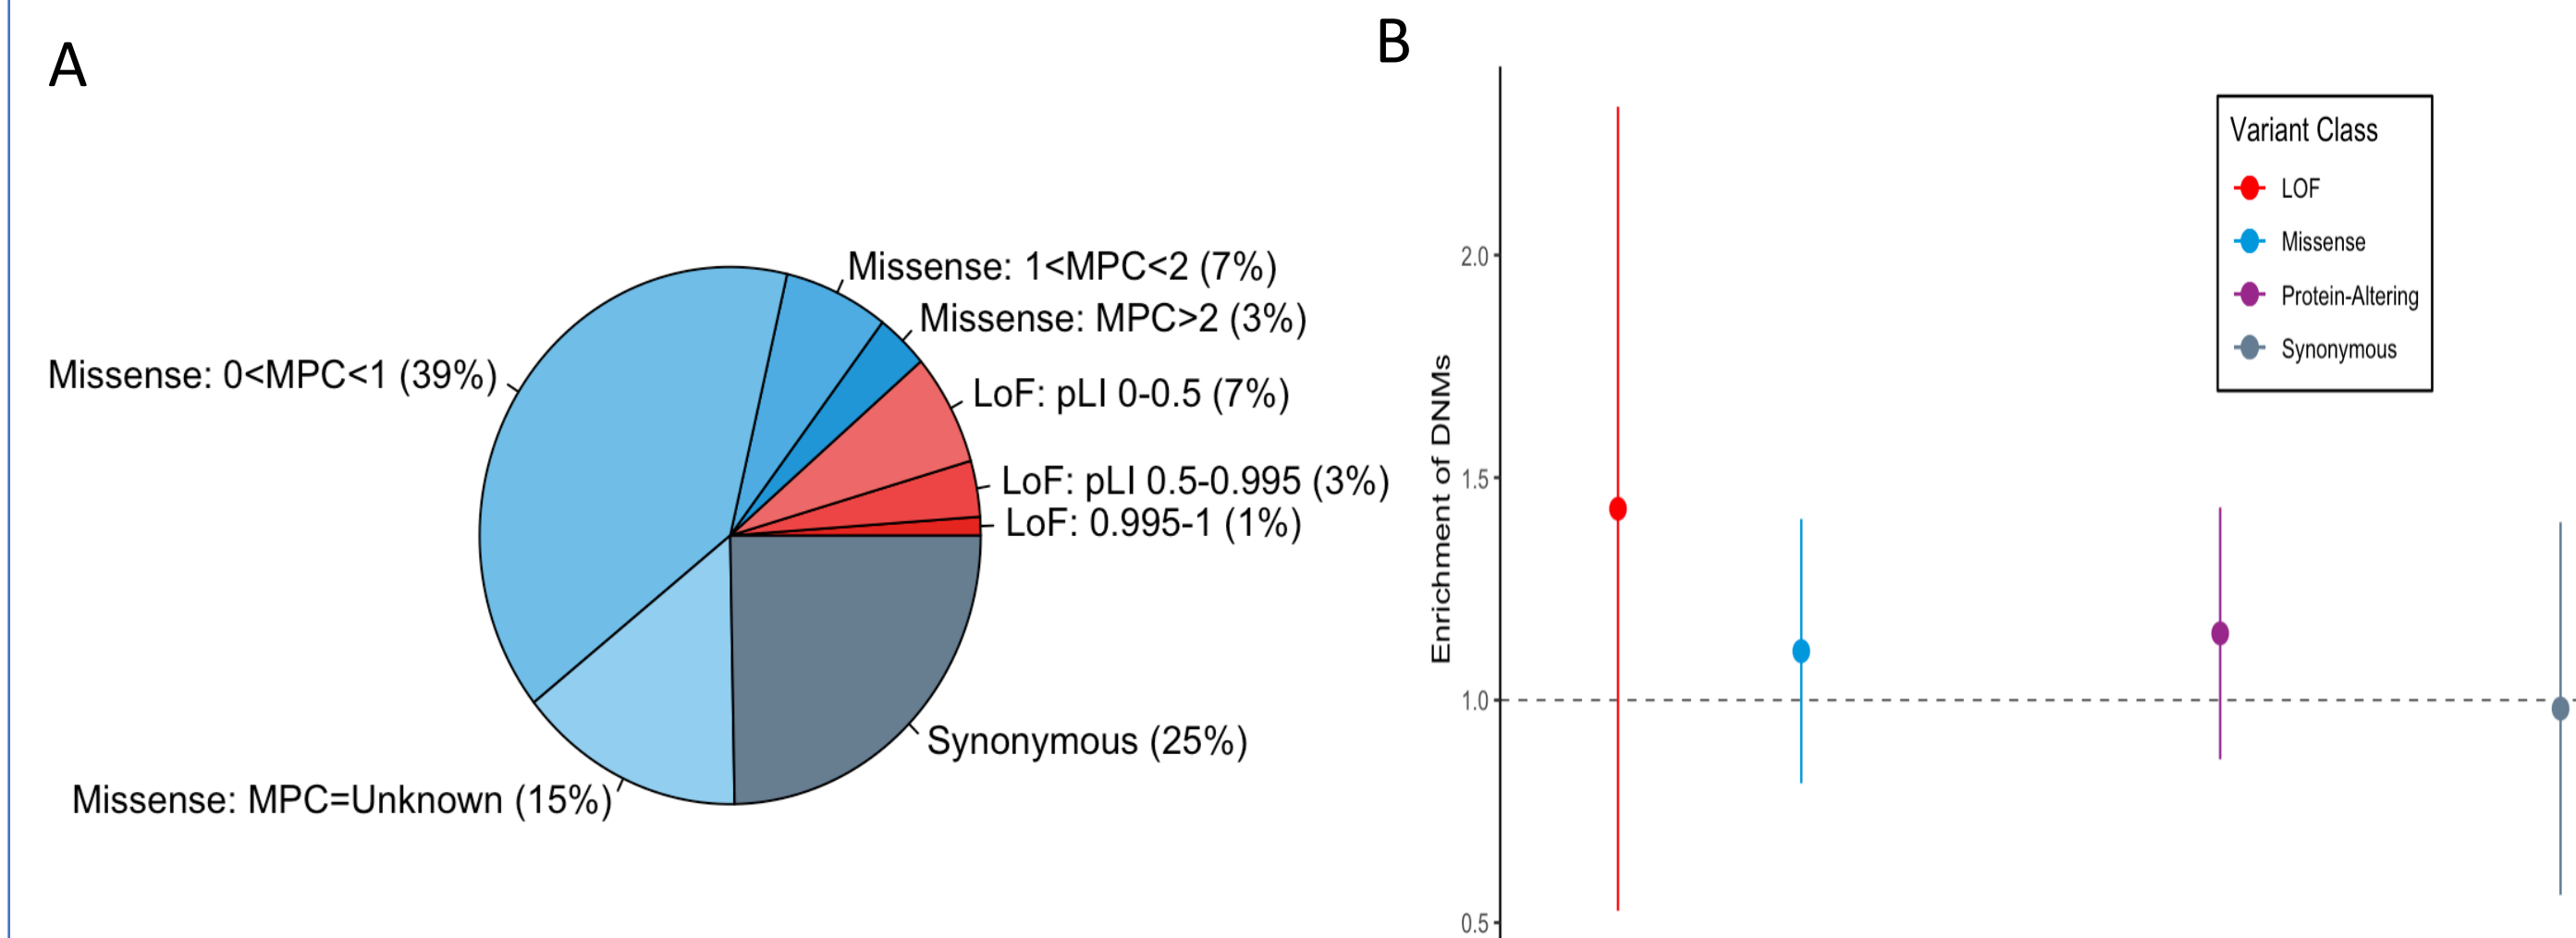 A
Missense: 1<MPC<2 (7%)
Missense: MPC>2 (3%)
Missense: 0<MPC<1 (39%)
LoF: pLI 0-0.5 (7%)
LoF: pLI 0.5-0.995 (3%)
LoF: 0.995-1 (1%)
Synonymous (25%)
Missense: MPC=Unknown (15%)
B
Enrichment of DNMs
2.0
1.5
1.0
0.5
Variant Class
LOF
Missense
Protein-Altering
Synonymous